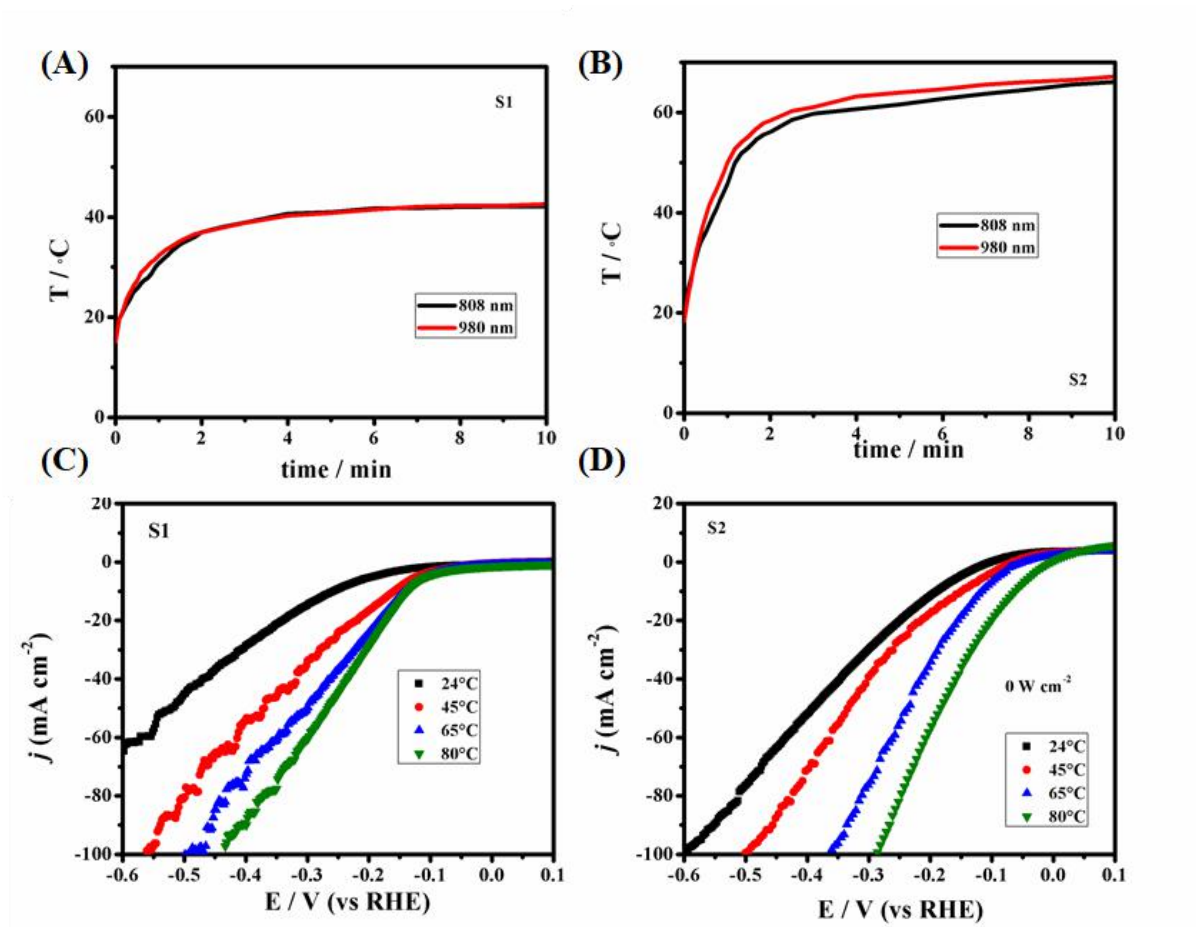 (A)
S1
60
40
20
0
T / °C
808 nm
980 nm
0 2 4 6 8 10
time / min
(B)
60
40
20
0
T / °C
808 nm
980 nm
S2
0 2 4 6 8 10
time / min
(C)
S1
20
0
-20
-40
-60
-80
-100
j (mA cm-2)
24°C
45°C
65°C
80°C
-0.6 -0.5 -0.4 -0.3 -0.2 -0.1 0.0 0.1
E / V (vs RHE)
(D)
S2
20
0
-20
-40
-60
-80
-100
j (mA cm-2)
0 W cm-2
24°C
45°C
65°C
80°C
-0.6 -0.5 -0.4 -0.3 -0.2 -0.1 0.0 0.1
E / V (vs RHE)